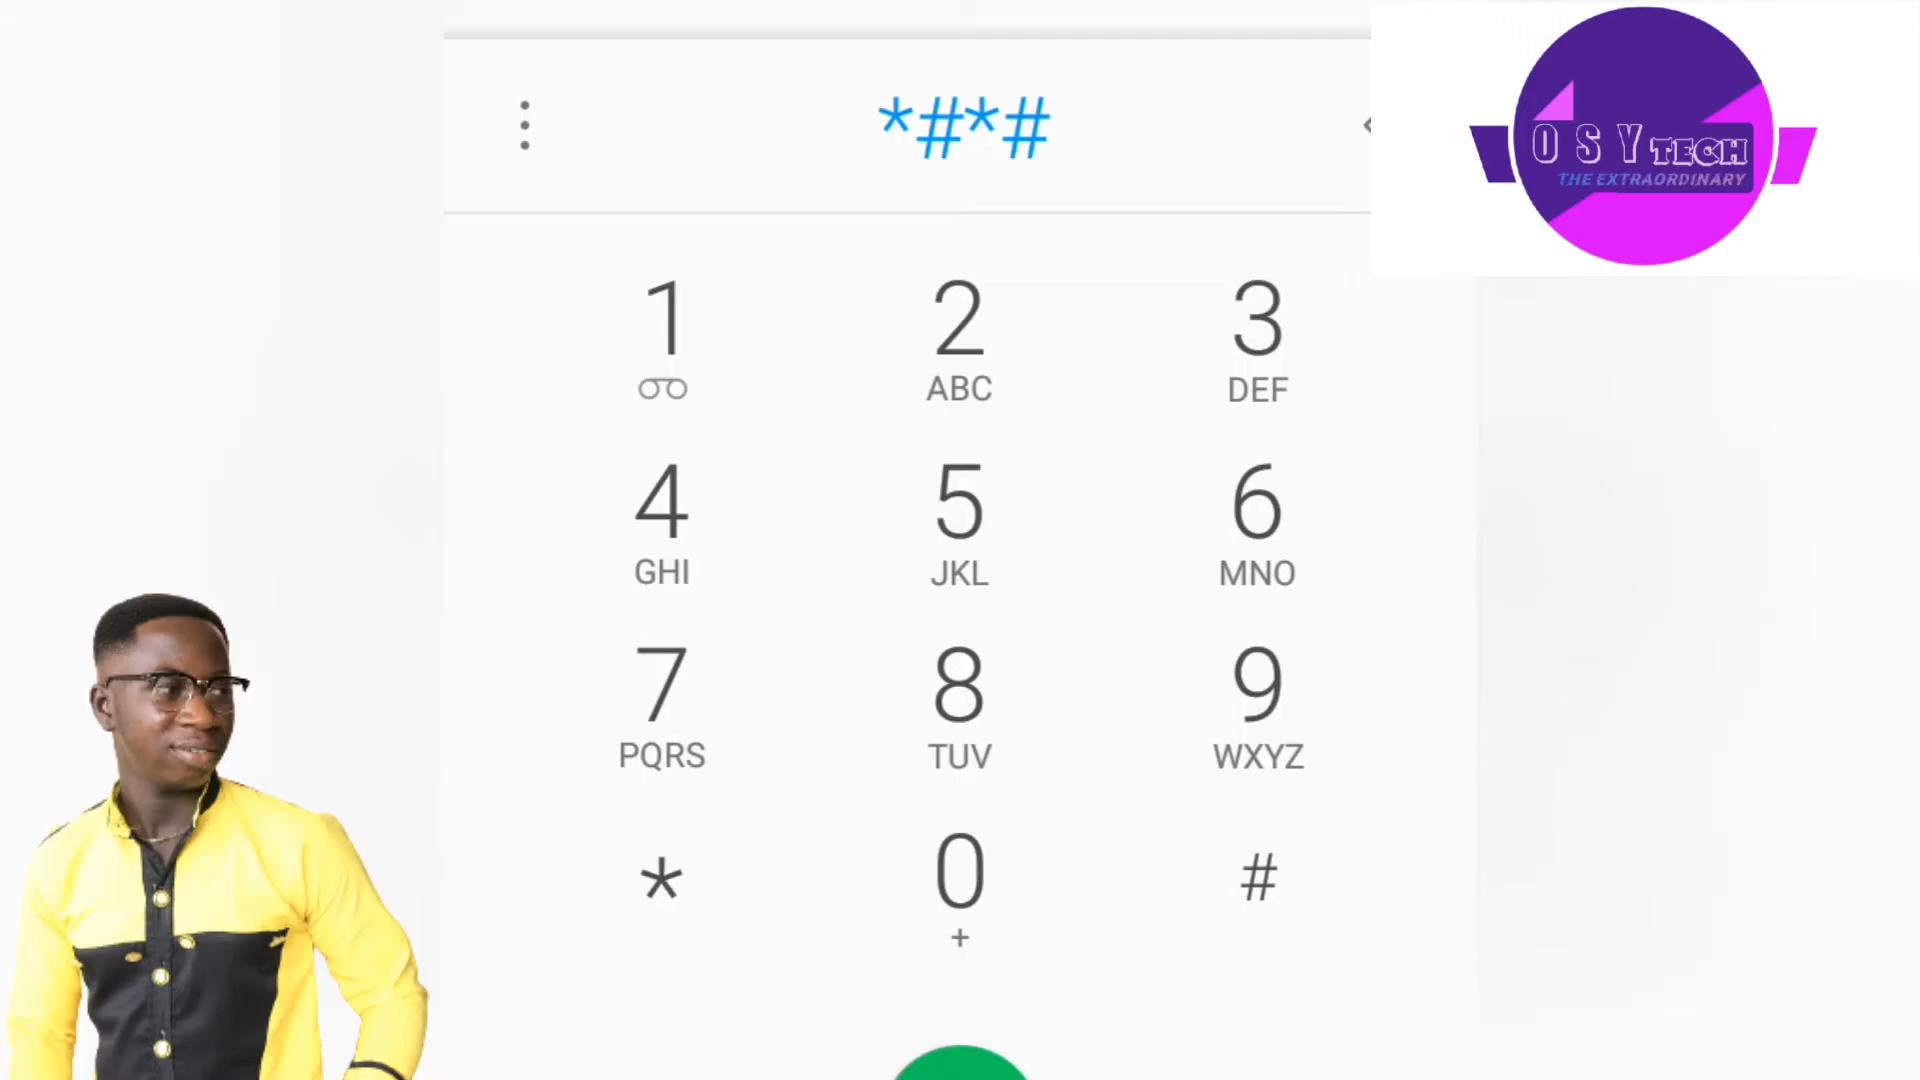 *#*#
O S Y TECH
THE EXTRAORDINARY
1 2 3
ABC DEF
4 5 6
GHI JKL MNO
7 8 9
PQRS TUV WXYZ
* 0 #
+